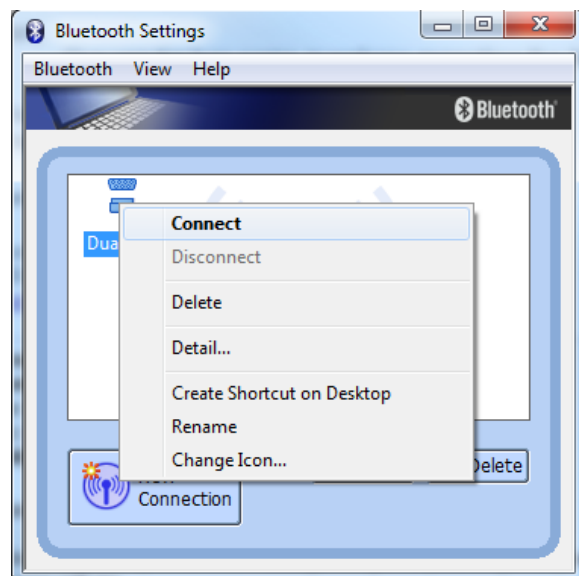 Bluetooth Settings
Bluetooth View Help
Bluetooth
Dua
Connect
Disconnect
Delete
Detail...
Create Shortcut on Desktop
Rename
Change Icon...
Delete
Connection